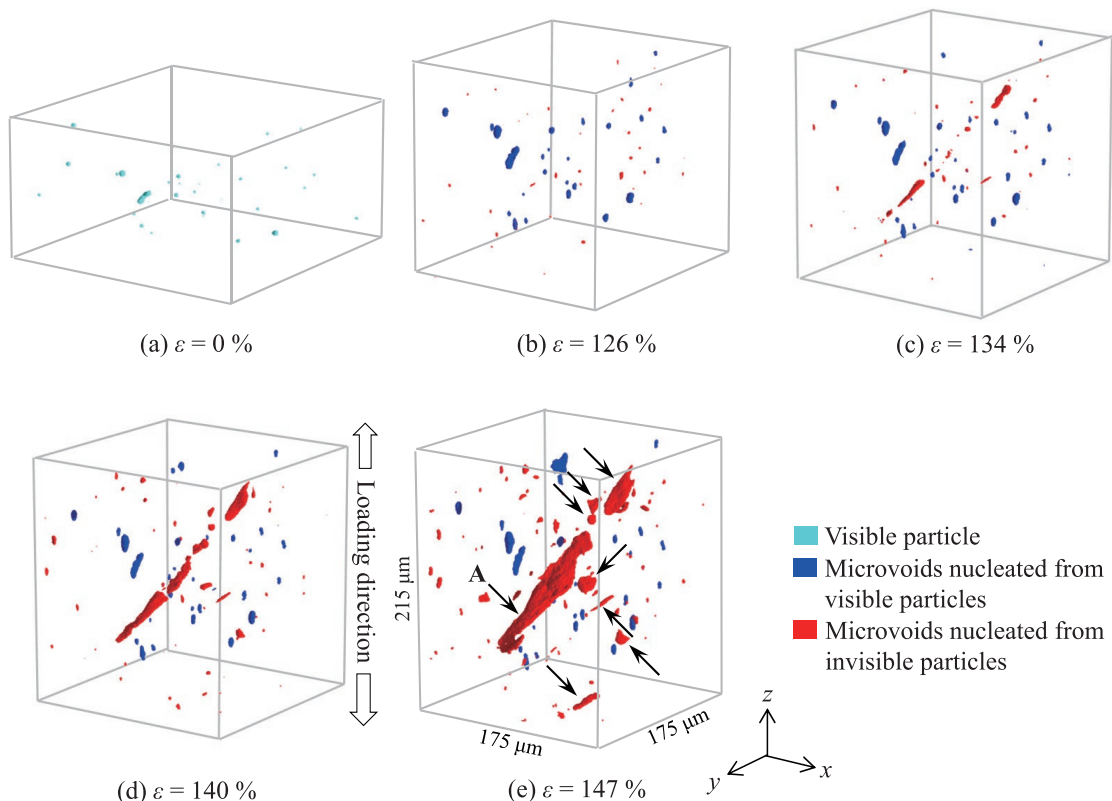 (a) ε = 0 %
(b) ε = 126 %
(c) ε = 134 %
Loading direction
215 μm
A
175 μm
175 μm
z
y
x
Visible particle
Microvoids nucleated from
visible particles
Microvoids nucleated from
invisible particles
(d) ε = 140 %
(e) ε = 147 %